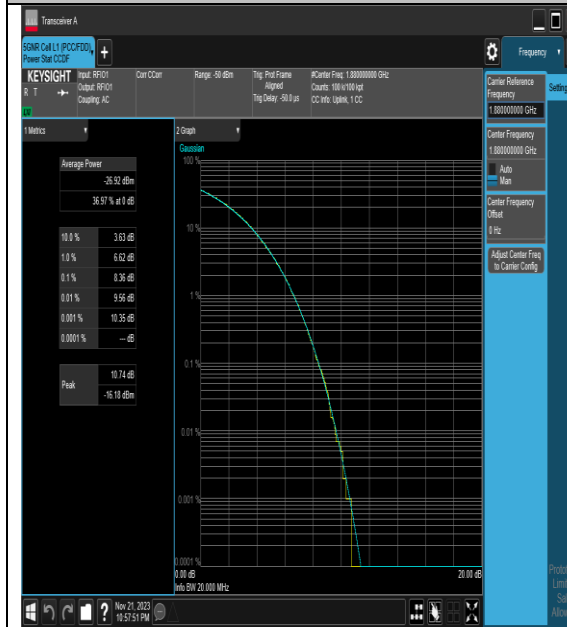 Transceiver A
5GNR Cell L1 (PCC/FDD),
Power Stat CCDF
+
Frequency
KEYSIGHT
R T
Input: RFIO1
Output: RFIO1
Coupling: AC
Corr CCorr
Range: -50 dBm
Trig: Prot Frame
Aligned
Trig Delay: -50.0 µs
#Center Freq: 1.880000000 GHz
Counts: 100 k/100 kpt
CC Info: Uplink, 1 CC
Carrier Reference
Frequency
1.880000000 GHz
Center Frequency
1.880000000 GHz
Auto
Man
Center Frequency
Offset
0 Hz
Adjust Center Freq
to Carrier Config
1 Metrics
Average Power
-26.92 dBm
36.97 % at 0 dB
10.0 % 3.63 dB
1.0 % 6.62 dB
0.1 % 8.36 dB
0.01 % 9.56 dB
0.001 % 10.35 dB
0.0001 % --- dB
Peak
10.74 dB
-16.18 dBm
2 Graph
Gaussian
100 %
10 %
1 %
0.1 %
0.01 %
0.001 %
0.0001 %
0.00 dB
20.00 dB
Info BW 20.000 MHz
?
Nov 21, 2023
10:57:51 PM